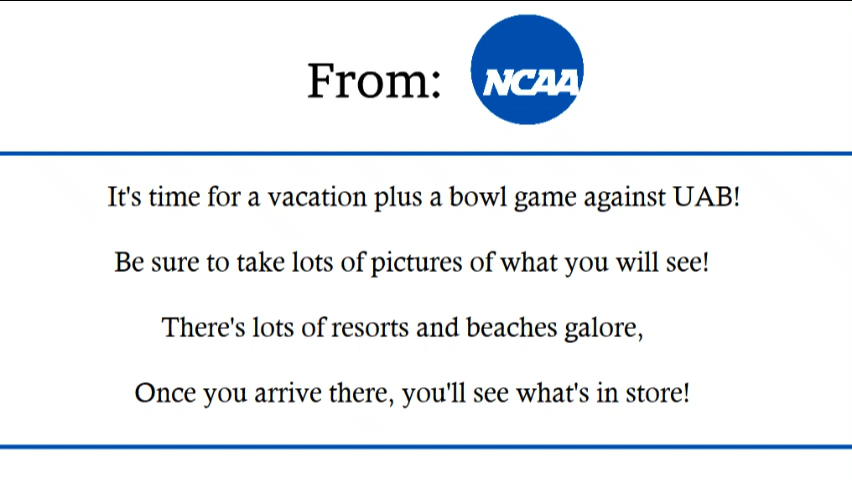 From: NCAA
It's time for a vacation plus a bowl game against UAB!
Be sure to take lots of pictures of what you will see!
There's lots of resorts and beaches galore,
Once you arrive there, you'll see what's in store!